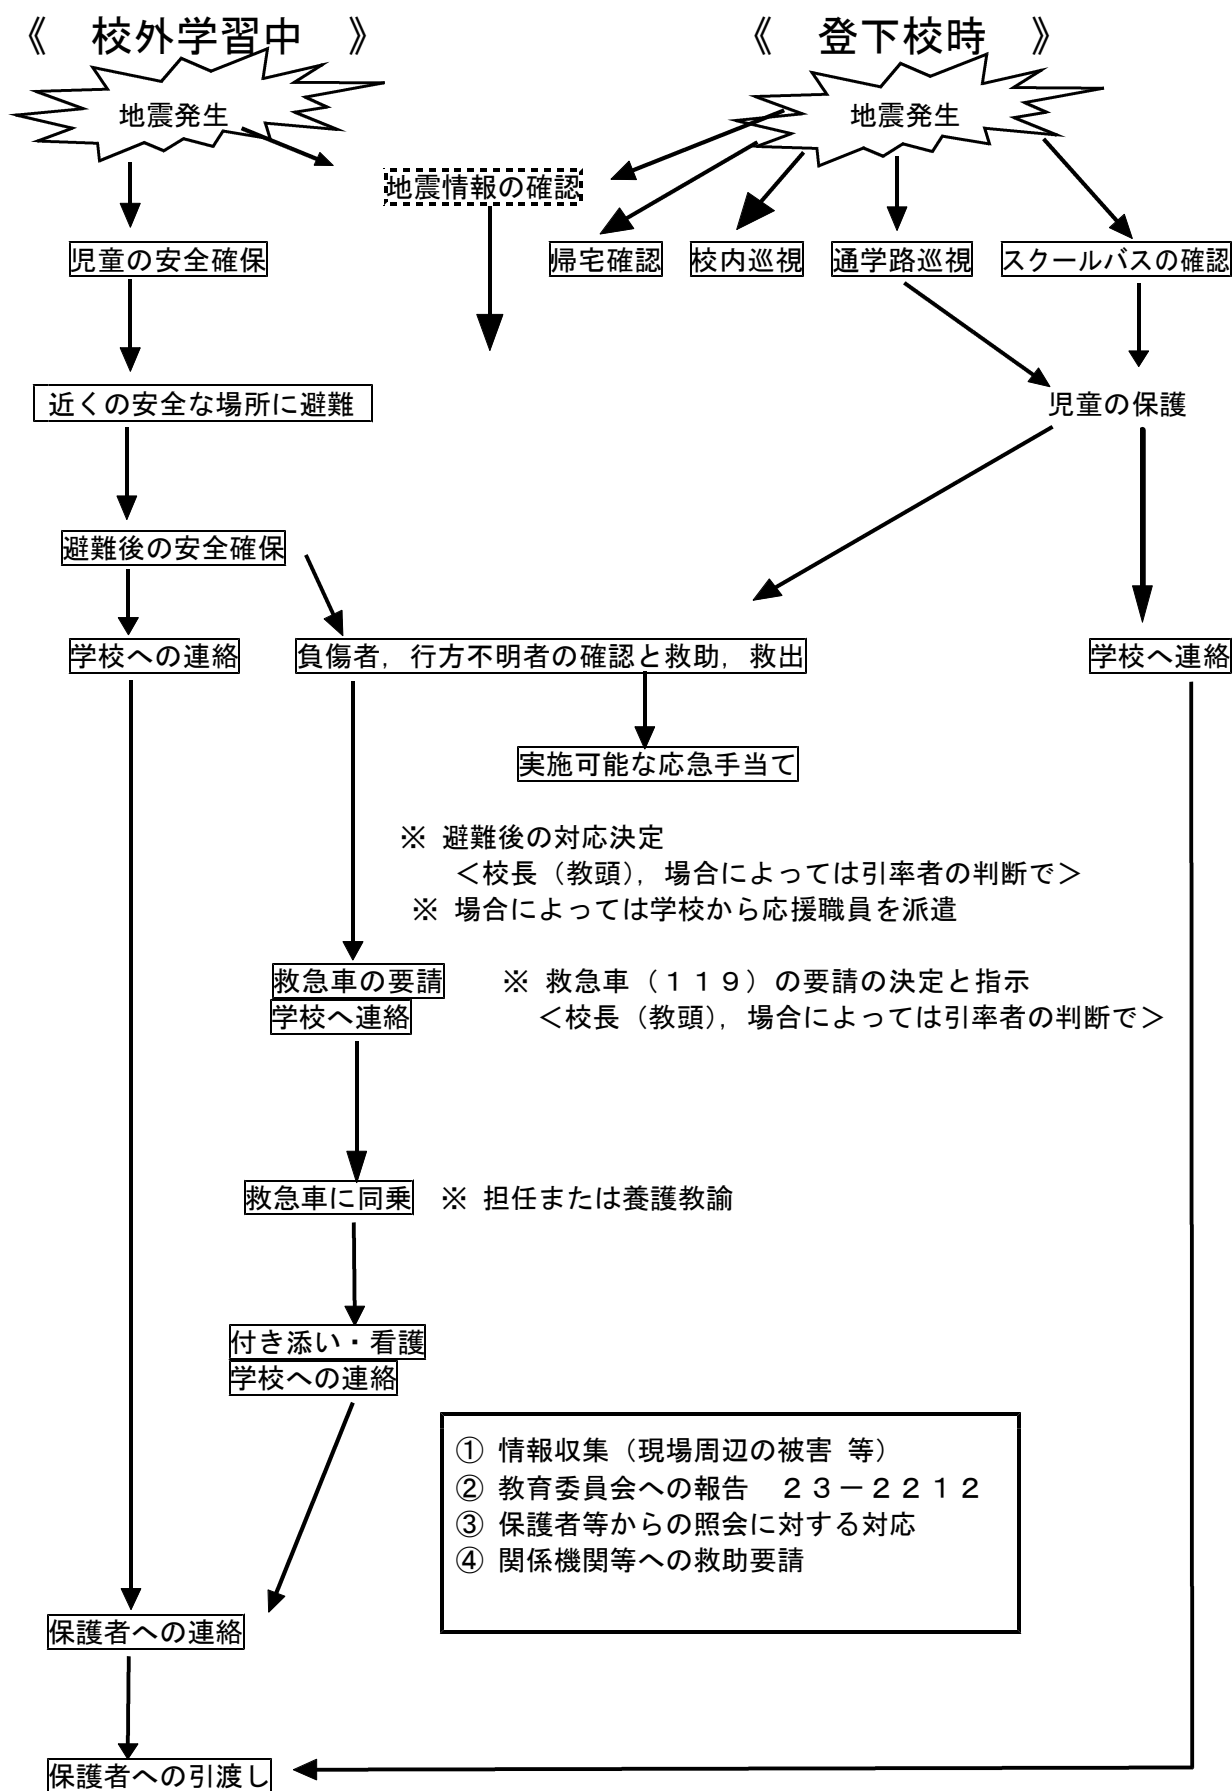 《　校外学習中　》
《　登下校時　》
地震発生
地震発生
地震情報の確認
児童の安全確保
帰宅確認
校内巡視
通学路巡視
スクールバスの確認
近くの安全な場所に避難
児童の保護
避難後の安全確保
学校への連絡
負傷者，行方不明者の確認と救助，救出
学校へ連絡
実施可能な応急手当て
※ 避難後の対応決定
＜校長（教頭），場合によっては引率者の判断で＞
※ 場合によっては学校から応援職員を派遣
救急車の要請
※ 救急車（１１９）の要請の決定と指示
学校へ連絡
＜校長（教頭），場合によっては引率者の判断で＞
救急車に同乗
※ 担任または養護教諭
付き添い・看護
学校への連絡
① 情報収集（現場周辺の被害 等）
② 教育委員会への報告　２３－２２１２
③ 保護者等からの照会に対する対応
④ 関係機関等への救助要請
保護者への連絡
保護者への引渡し